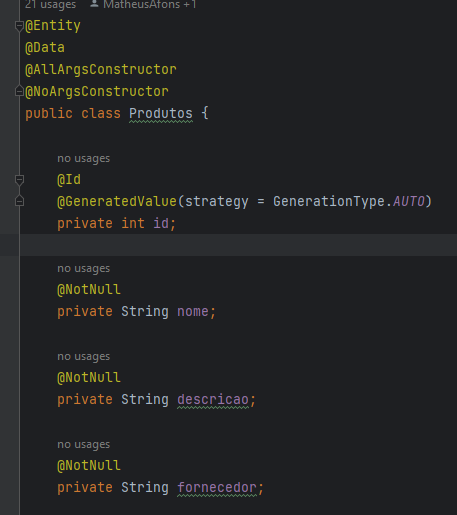 21 usages MatheusAfons +1
@Entity
@Data
@AllArgsConstructor
@NoArgsConstructor
public class Produtos {
no usages
@Id
@GeneratedValue(strategy = GenerationType.AUTO)
private int id;
no usages
@NotNull
private String nome;
no usages
@NotNull
private String descricao;
no usages
@NotNull
private String fornecedor;